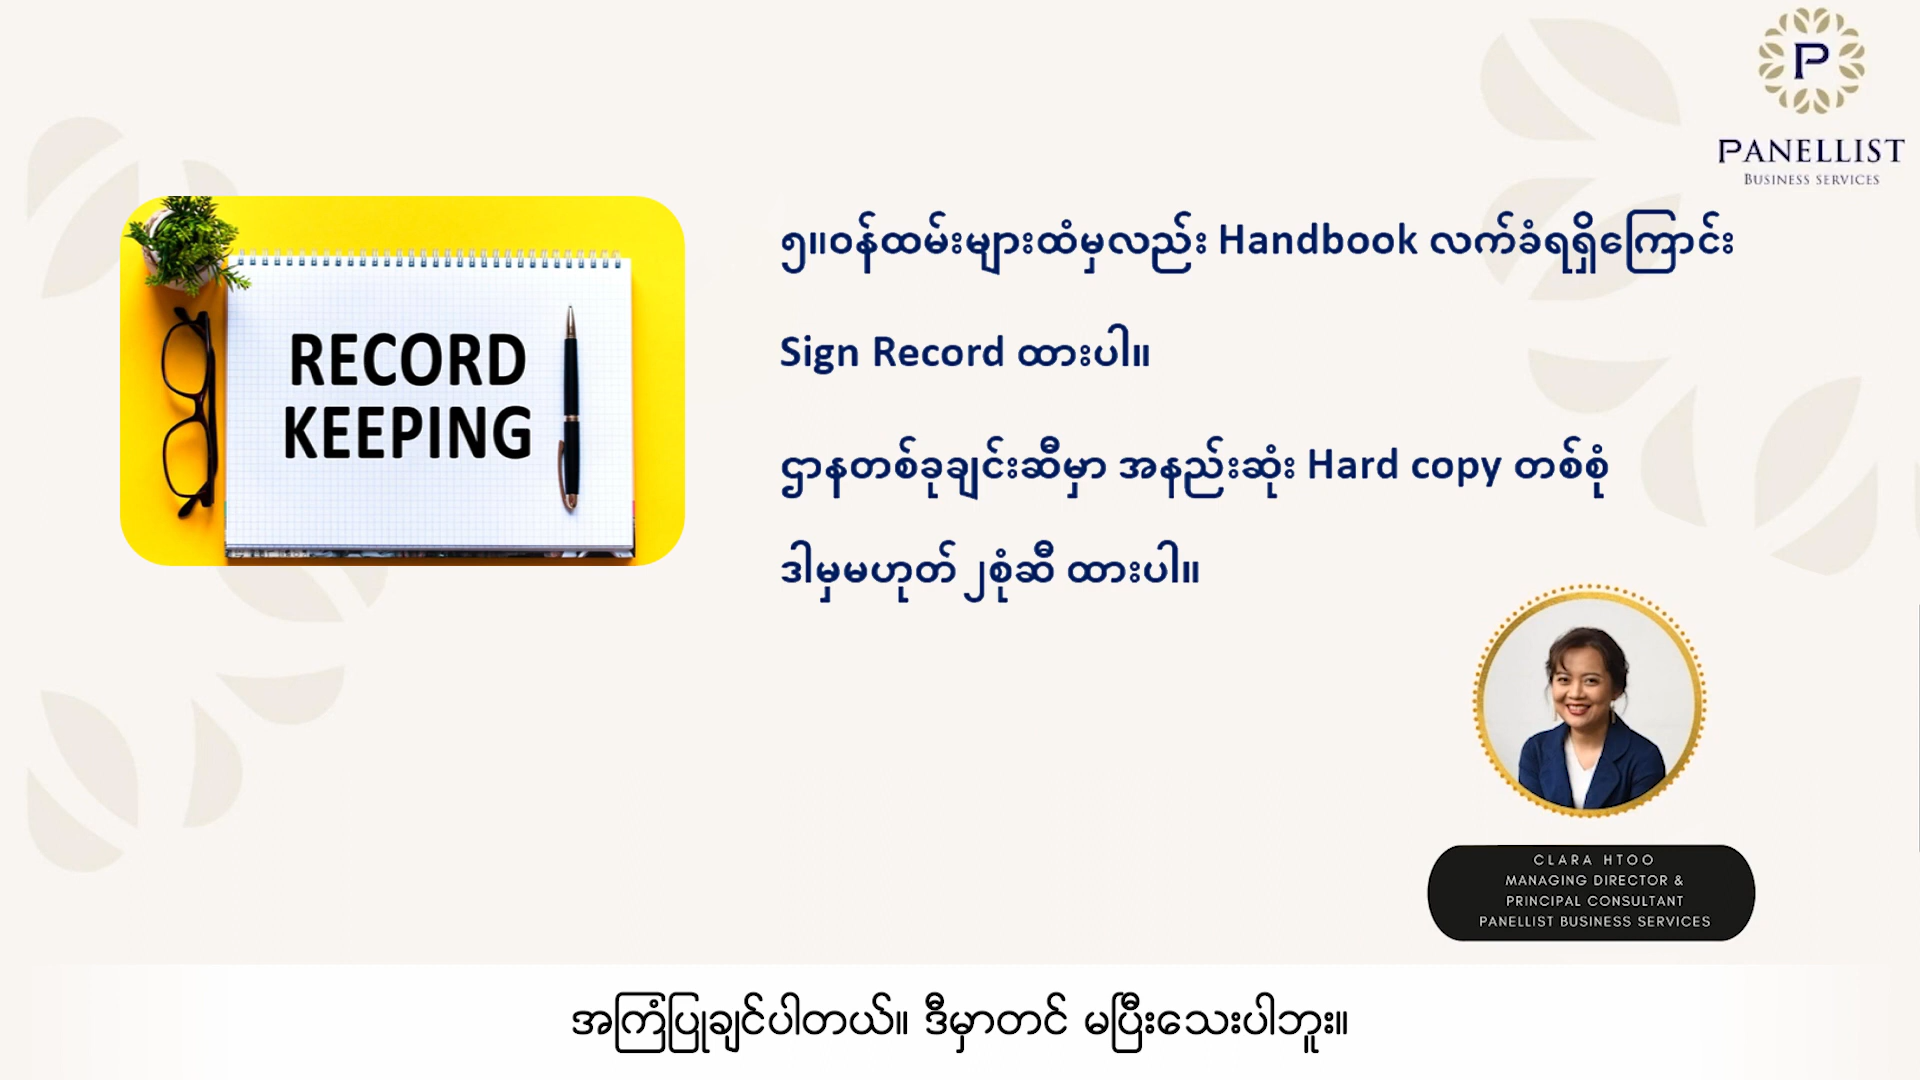 P
PANELLIST
BUSINESS SERVICES
RECORD
KEEPING
၅။ဝန်ထမ်းများထံမှလည်း Handbook လက်ခံရရှိကြောင်း
Sign Record ထားပါ။
ဌာနတစ်ခုချင်းဆီမှာ အနည်းဆုံး Hard copy တစ်စုံ
ဒါမှမဟုတ်၂စုံဆီ ထားပါ။
CLARA HTOO
MANAGING DIRECTOR &
PRINCIPAL CONSULTANT
PANELLIST BUSINESS SERVICES
အကြံပြုချင်ပါတယ်။ ဒီမှာတင် မပြီးသေးပါဘူး။